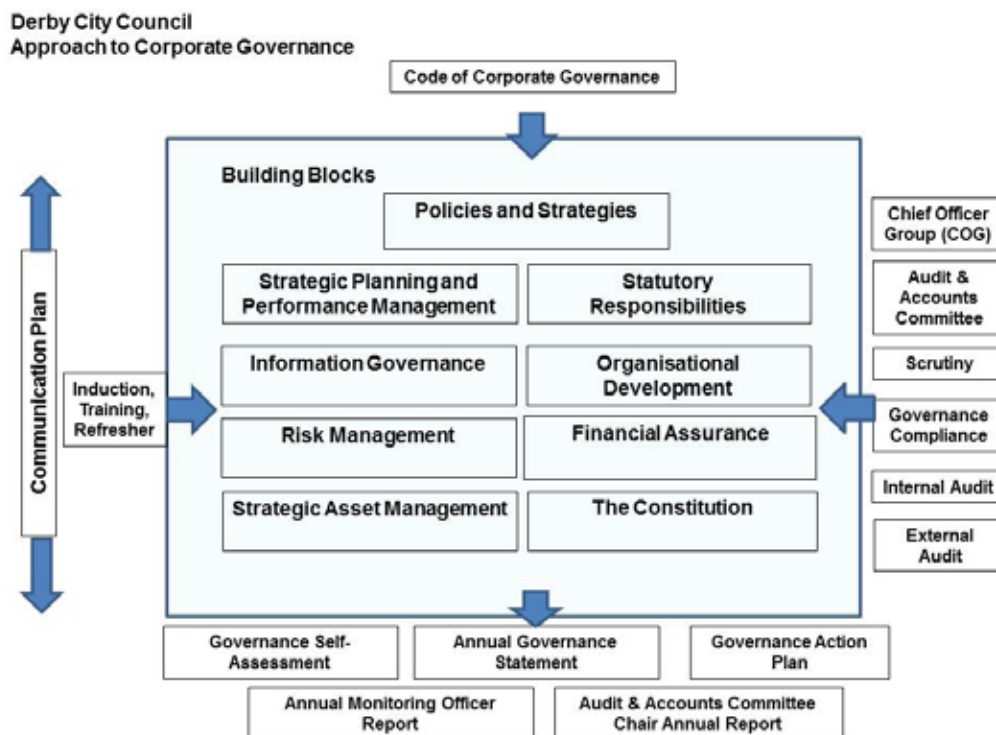 Derby City Council
Approach to Corporate Governance
Code of Corporate Governance
Building Blocks
Policies and Strategies
Strategic Planning and
Performance Management
Statutory
Responsibilities
Information Governance
Organisational
Development
Risk Management
Financial Assurance
Strategic Asset Management
The Constitution
Communication Plan
Induction,
Training,
Refresher
Chief Officer
Group (COG)
Audit &
Accounts
Committee
Scrutiny
Governance
Compliance
Internal Audit
External
Audit
Governance Self-
Assessment
Annual Governance
Statement
Governance Action
Plan
Annual Monitoring Officer
Report
Audit & Accounts Committee
Chair Annual Report